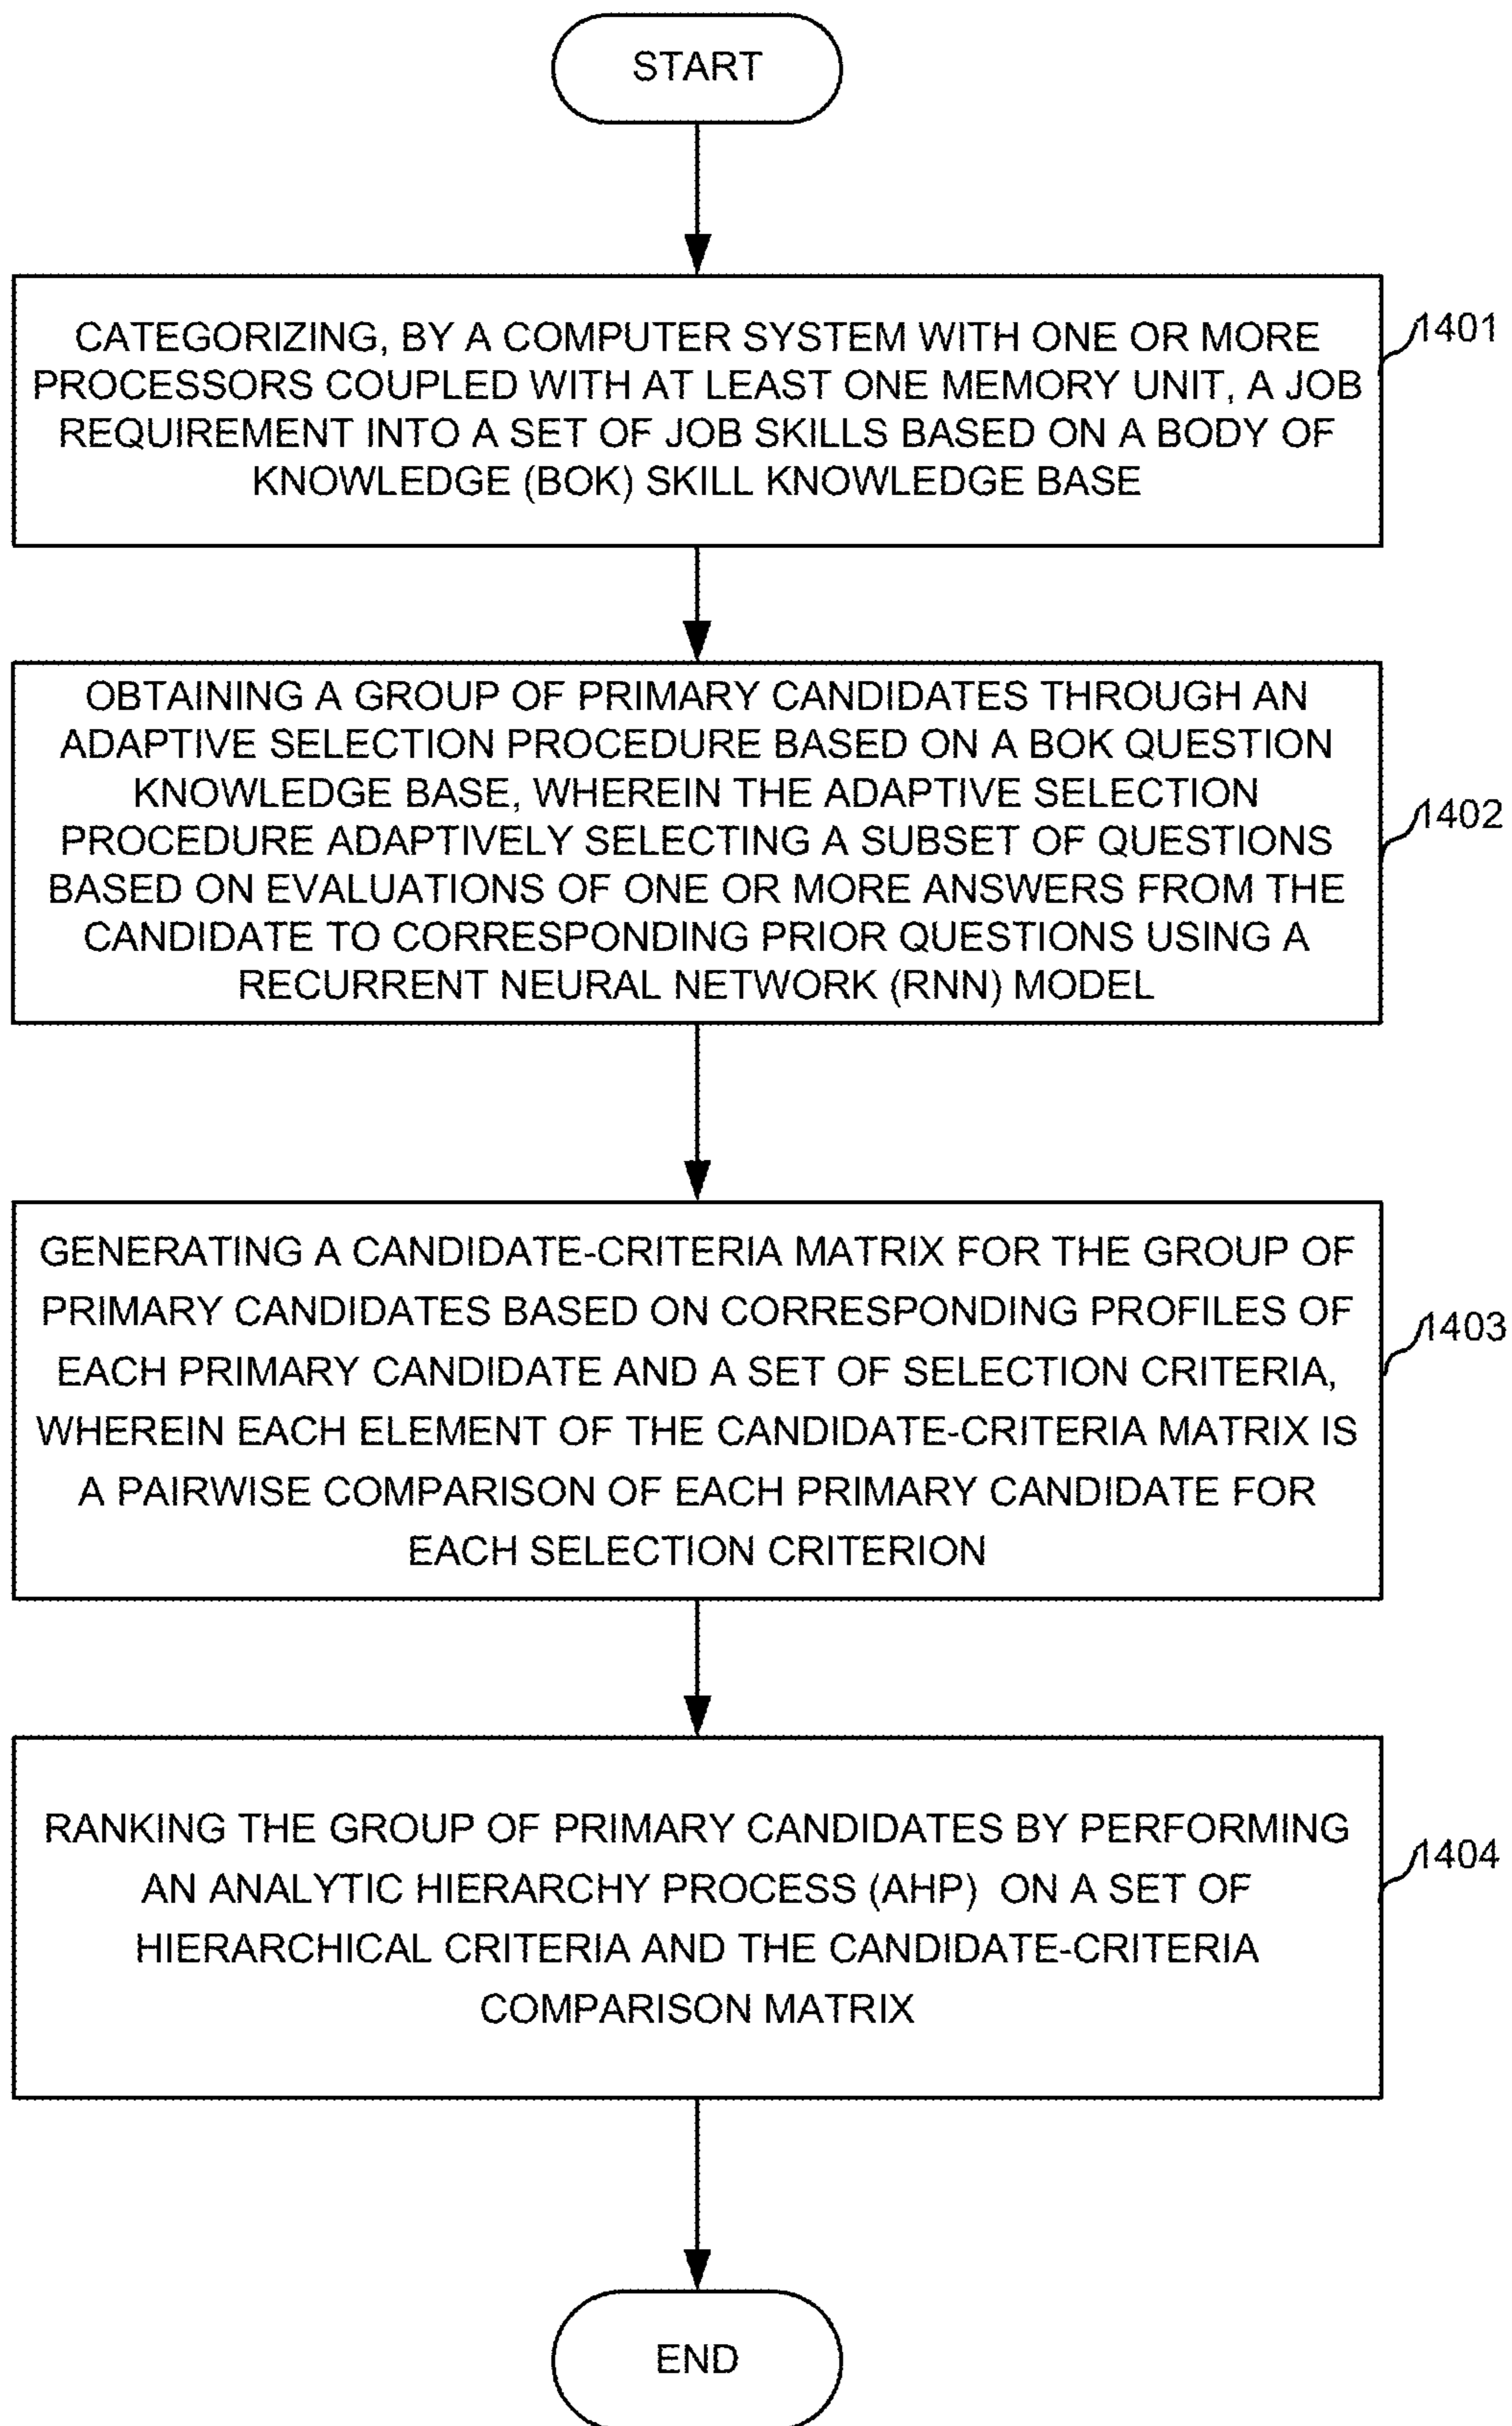 START
CATEGORIZING, BY A COMPUTER SYSTEM WITH ONE OR MORE
PROCESSORS COUPLED WITH AT LEAST ONE MEMORY UNIT, A JOB
REQUIREMENT INTO A SET OF JOB SKILLS BASED ON A BODY OF
KNOWLEDGE (BOK) SKILL KNOWLEDGE BASE
1401
OBTAINING A GROUP OF PRIMARY CANDIDATES THROUGH AN
ADAPTIVE SELECTION PROCEDURE BASED ON A BOK QUESTION
KNOWLEDGE BASE, WHEREIN THE ADAPTIVE SELECTION
PROCEDURE ADAPTIVELY SELECTING A SUBSET OF QUESTIONS
BASED ON EVALUATIONS OF ONE OR MORE ANSWERS FROM THE
CANDIDATE TO CORRESPONDING PRIOR QUESTIONS USING A
RECURRENT NEURAL NETWORK (RNN) MODEL
1402
GENERATING A CANDIDATE-CRITERIA MATRIX FOR THE GROUP OF
PRIMARY CANDIDATES BASED ON CORRESPONDING PROFILES OF
EACH PRIMARY CANDIDATE AND A SET OF SELECTION CRITERIA,
WHEREIN EACH ELEMENT OF THE CANDIDATE-CRITERIA MATRIX IS
A PAIRWISE COMPARISON OF EACH PRIMARY CANDIDATE FOR
EACH SELECTION CRITERION
1403
RANKING THE GROUP OF PRIMARY CANDIDATES BY PERFORMING
AN ANALYTIC HIERARCHY PROCESS (AHP) ON A SET OF
HIERARCHICAL CRITERIA AND THE CANDIDATE-CRITERIA
COMPARISON MATRIX
1404
END